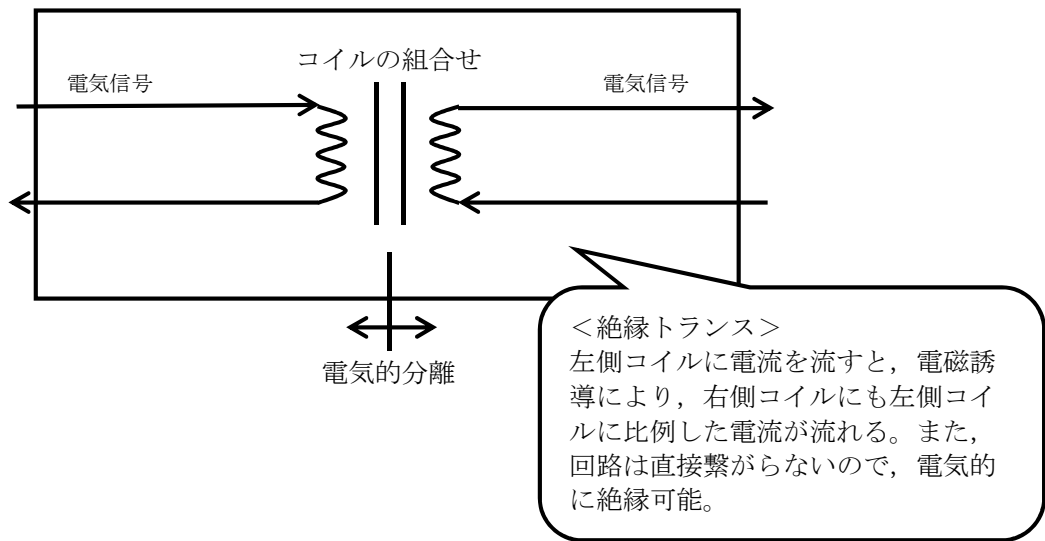 コイルの組合せ
電気信号
電気信号
電気的分離
＜絶縁トランス＞
左側コイルに電流を流すと，電磁誘
導により，右側コイルにも左側コイ
ルに比例した電流が流れる。また，
回路は直接繋がらないので，電気的
に絶縁可能。